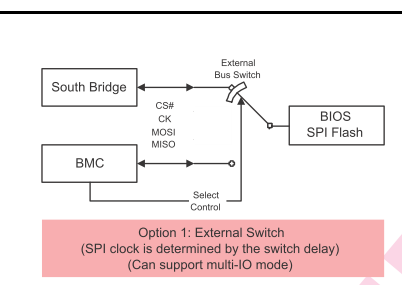 External
Bus Switch
South Bridge
CS#
CK
MOSI
MISO
BIOS
SPI Flash
BMC
Select
Control
Option 1: External Switch
(SPI clock is determined by the switch delay)
(Can support multi-IO mode)